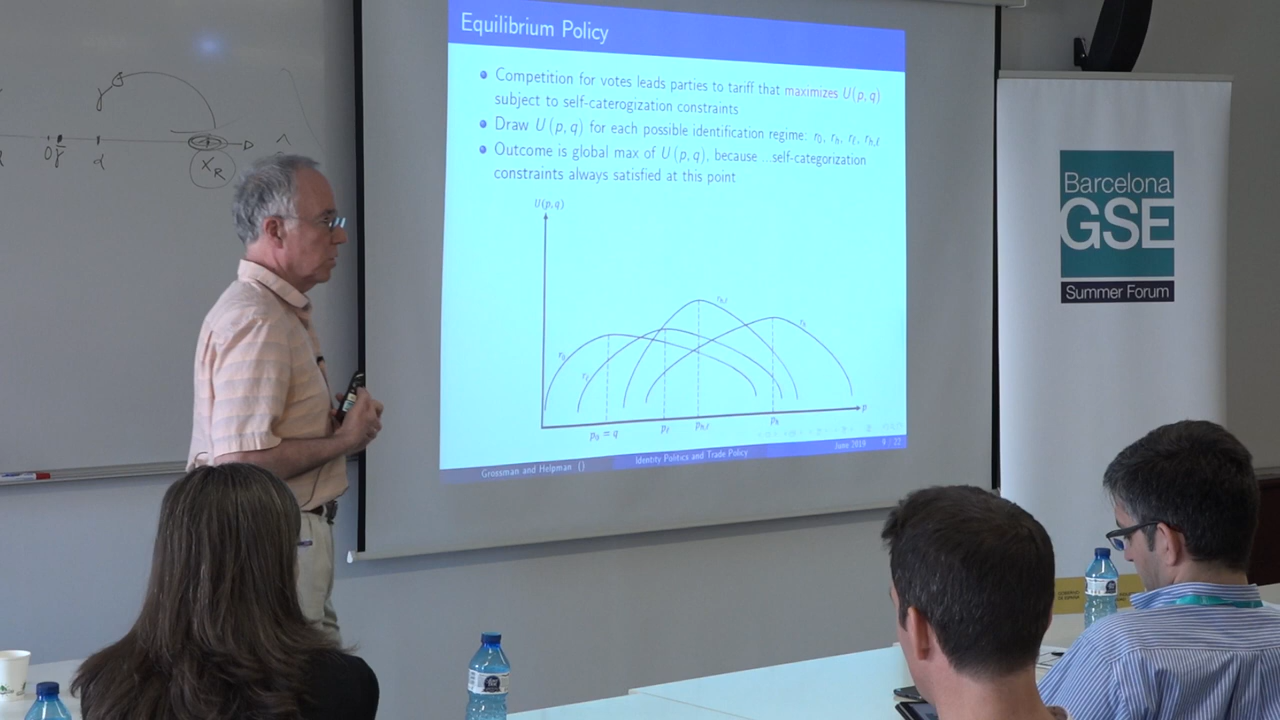 Equilibrium Policy
Competition for votes leads parties to tariff that maximizes U(p, q)
subject to self-caterogization constraints
Draw U(p, q) for each possible identification regime: r₀, rₕ, rℓ, rₕ,ℓ
Outcome is global max of U(p, q), because ...self-categorization
constraints always satisfied at this point
U(p,q)
rₕ,ℓ
rₕ
r₀
p
p₀ = q
pℓ
pₕ,ℓ
pₕ
Grossman and Helpman ()
Identity Politics and Trade Policy
June 2019
9 / 22
γ
α
X_R
Barcelona
GSE
Summer Forum